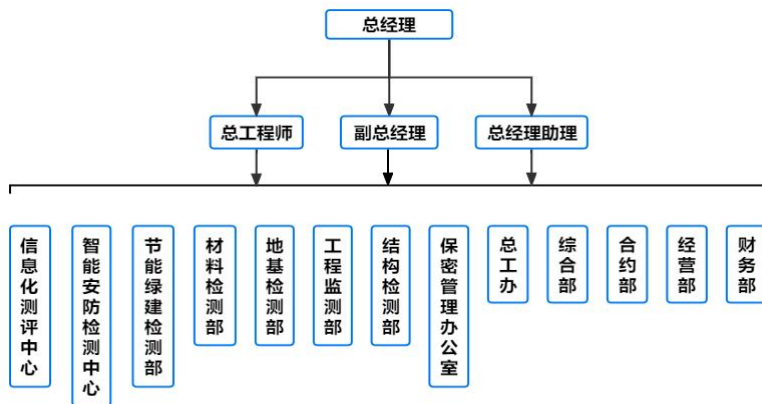 总经理
总工程师
副总经理
总经理助理
信息化测评中心
智能安防检测中心
节能绿建检测部
材料检测部
地基检测部
工程监测部
结构检测部
保密管理办公室
总工办
综合部
合约部
经营部
财务部